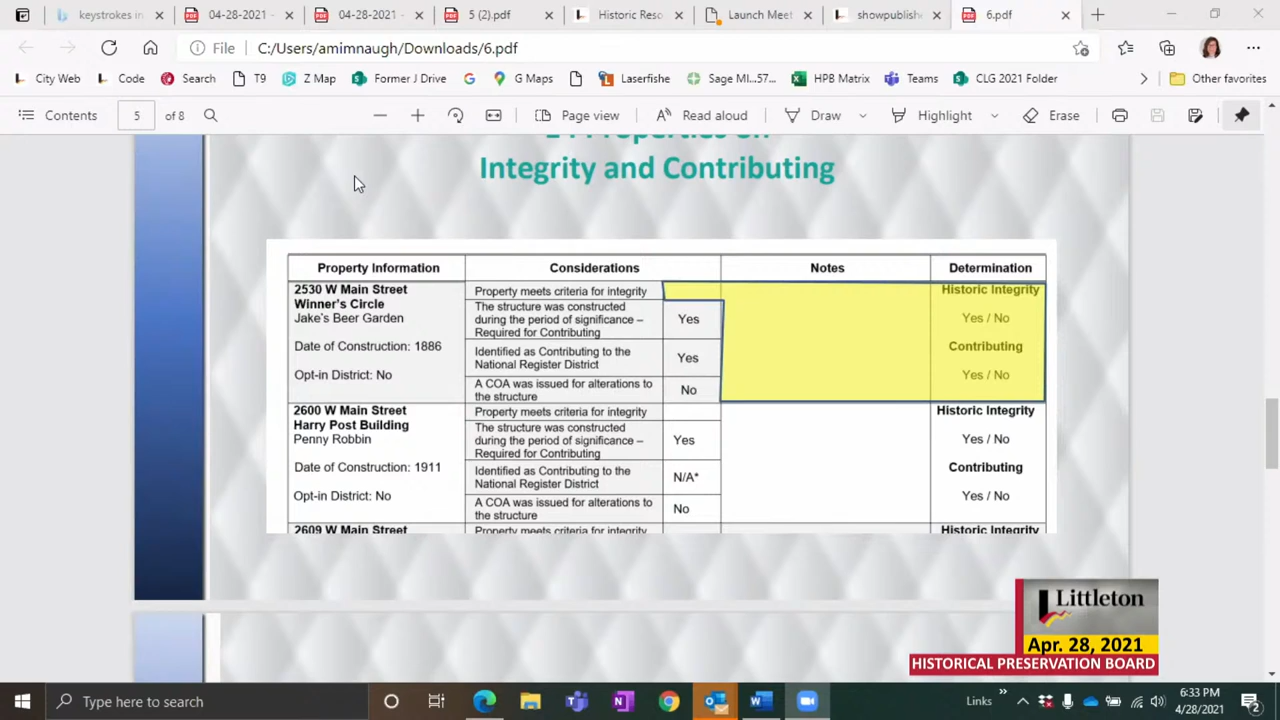 keystrokes in
04-28-2021 -
04-28-2021 -
5 (2).pdf
Historic Reso
Launch Meet
showpublish
6.pdf
File
C:/Users/amimnaugh/Downloads/6.pdf
City Web
Code
Search
T9
Z Map
Former J Drive
G Maps
Laserfishe
Sage MI...57...
HPB Matrix
Teams
CLG 2021 Folder
Other favorites
Contents
5
of 8
Page view
Read aloud
Draw
Highlight
Erase
Integrity and Contributing
Property Information
Considerations
Notes
Determination
2530 W Main Street
Winner's Circle
Jake's Beer Garden
Date of Construction: 1886
Opt-in District: No
Property meets criteria for integrity
The structure was constructed
during the period of significance –
Required for Contributing
Yes
Identified as Contributing to the
National Register District
Yes
A COA was issued for alterations to
the structure
No
Historic Integrity
Yes / No
Contributing
Yes / No
2600 W Main Street
Harry Post Building
Penny Robbin
Date of Construction: 1911
Opt-in District: No
Property meets criteria for integrity
The structure was constructed
during the period of significance –
Required for Contributing
Yes
Identified as Contributing to the
National Register District
N/A*
A COA was issued for alterations to
the structure
No
Historic Integrity
Yes / No
Contributing
Yes / No
2609 W Main Street
Property meets criteria for integrity
Historic Integrity
Littleton
Apr. 28, 2021
HISTORICAL PRESERVATION BOARD
Type here to search
Links
6:33 PM
4/28/2021
2